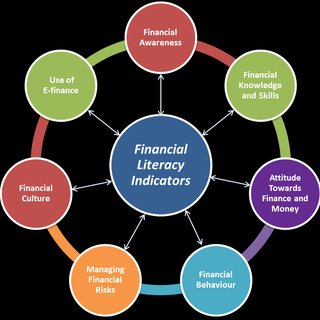 Financial
Awareness
Financial
Knowledge
and Skills
Attitude
Towards
Finance and
Money
Financial
Behaviour
Managing
Financial
Risks
Financial
Culture
Use of
E-finance
Financial
Literacy
Indicators